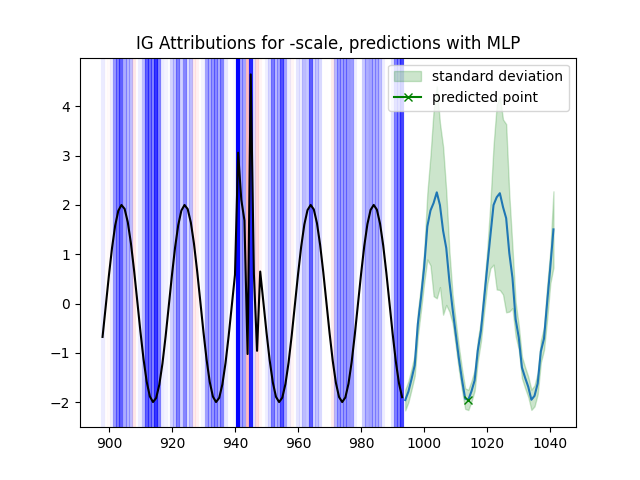 IG Attributions for -scale, predictions with MLP
standard deviation
predicted point
4
3
2
1
0
−1
−2
900 920 940 960 980 1000 1020 1040